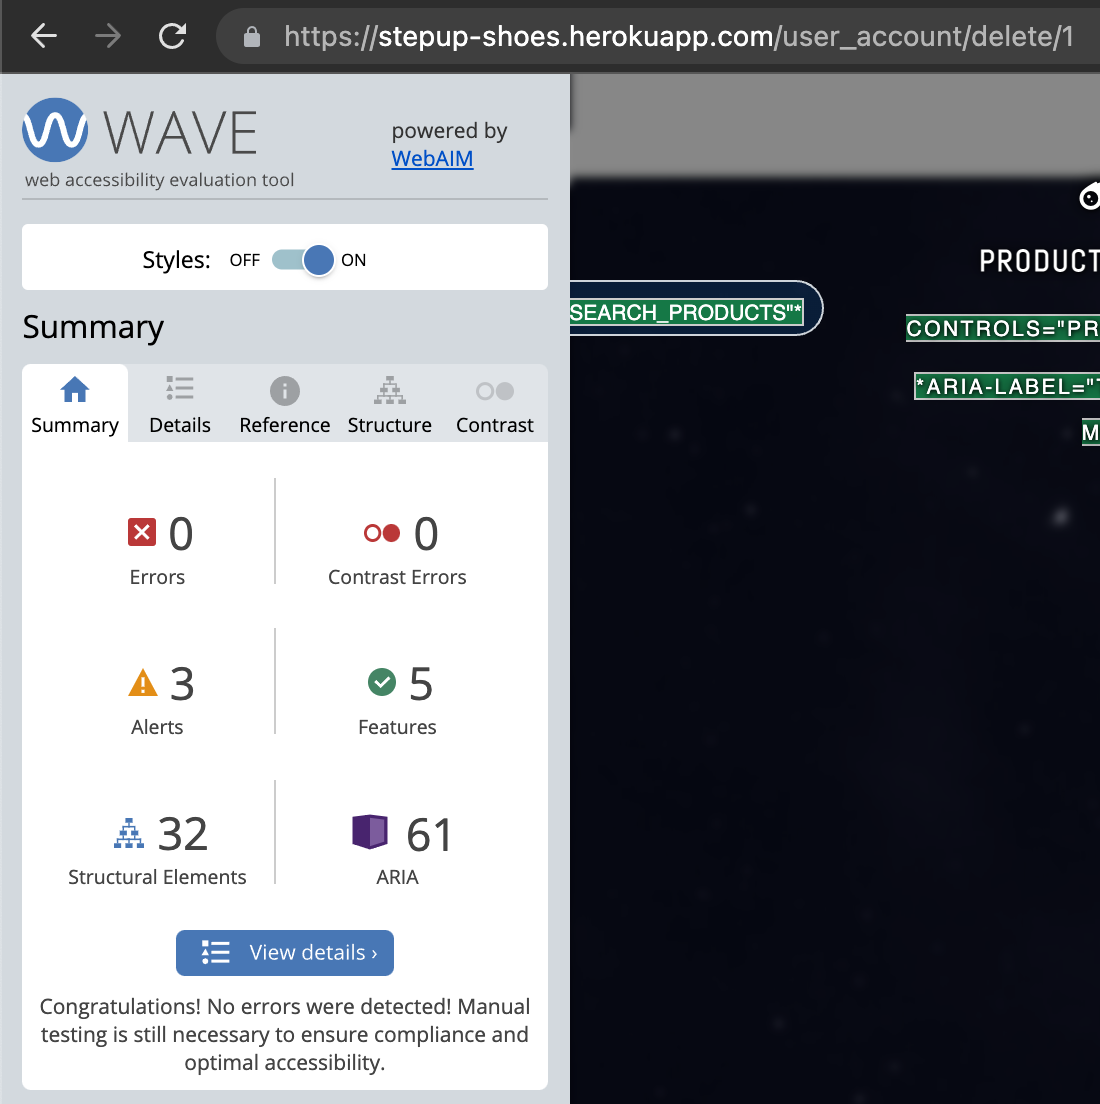 https://stepup-shoes.herokuapp.com/user_account/delete/1
WAVE
web accessibility evaluation tool
powered by
WebAIM
Styles: OFF ON
Summary
Summary Details Reference Structure Contrast
0
Errors
0
Contrast Errors
3
Alerts
5
Features
32
Structural Elements
61
ARIA
View details ›
Congratulations! No errors were detected! Manual
testing is still necessary to ensure compliance and
optimal accessibility.
PRODUCT
SEARCH_PRODUCTS"*
CONTROLS="PR
*ARIA-LABEL="T
M